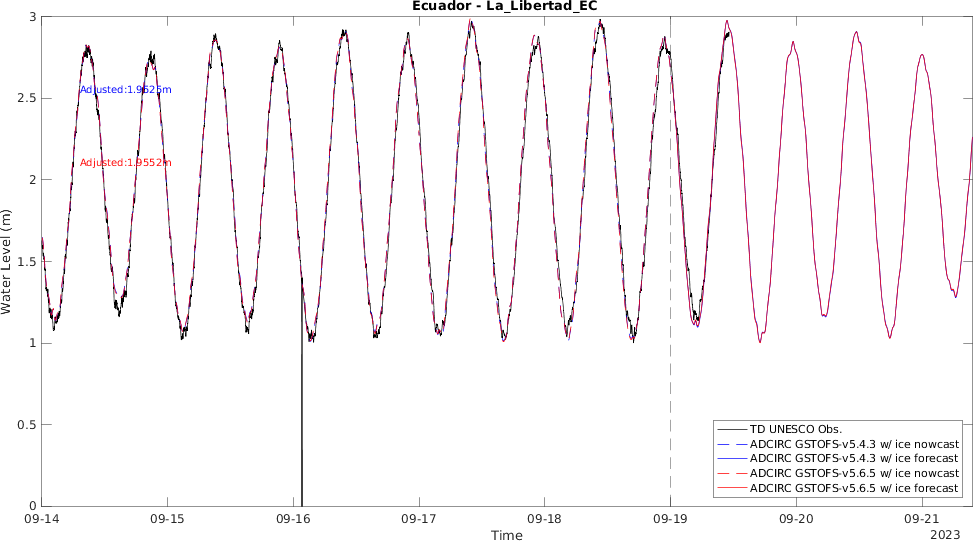 Ecuador - La_Libertad_EC
3
2.5
2
1.5
1
0.5
0
Water Level (m)
Adjusted:1.9525m
Adjusted:1.9552m
TD UNESCO Obs.
ADCIRC GSTOFS-v5.4.3 w/ ice nowcast
ADCIRC GSTOFS-v5.4.3 w/ ice forecast
ADCIRC GSTOFS-v5.6.5 w/ ice nowcast
ADCIRC GSTOFS-v5.6.5 w/ ice forecast
09-14 09-15 09-16 09-17 09-18 09-19 09-20 09-21
Time
2023